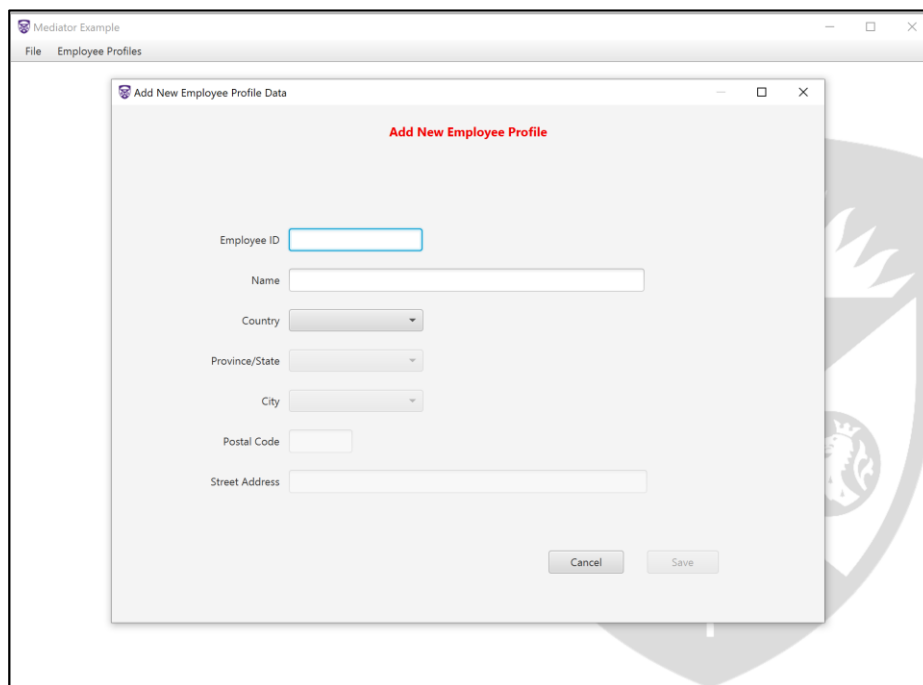 Mediator Example
File Employee Profiles
Add New Employee Profile Data
Add New Employee Profile
Employee ID
Name
Country
Province/State
City
Postal Code
Street Address
Cancel Save